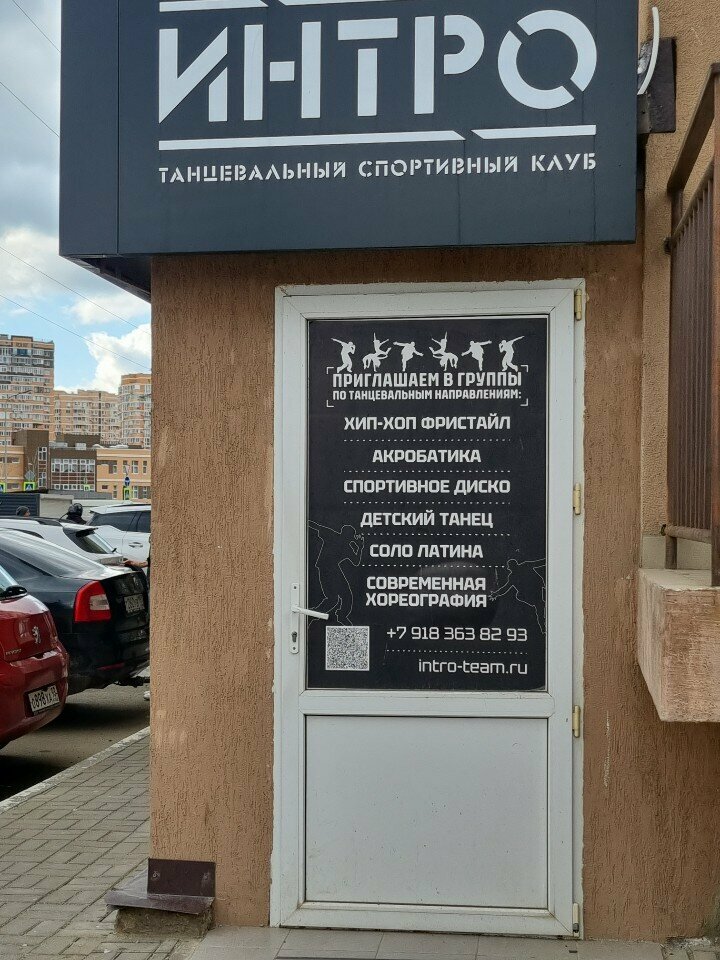 ИНТРО
ТАНЦЕВАЛЬНЫЙ СПОРТИВНЫЙ КЛУБ
ПРИГЛАШАЕМ В ГРУППЫ
ПО ТАНЦЕВАЛЬНЫМ НАПРАВЛЕНИЯМ:
ХИП-ХОП ФРИСТАЙЛ
АКРОБАТИКА
СПОРТИВНОЕ ДИСКО
ДЕТСКИЙ ТАНЕЦ
СОЛО ЛАТИНА
СОВРЕМЕННАЯ
ХОРЕОГРАФИЯ
+7 918 363 82 93
intro-team.ru